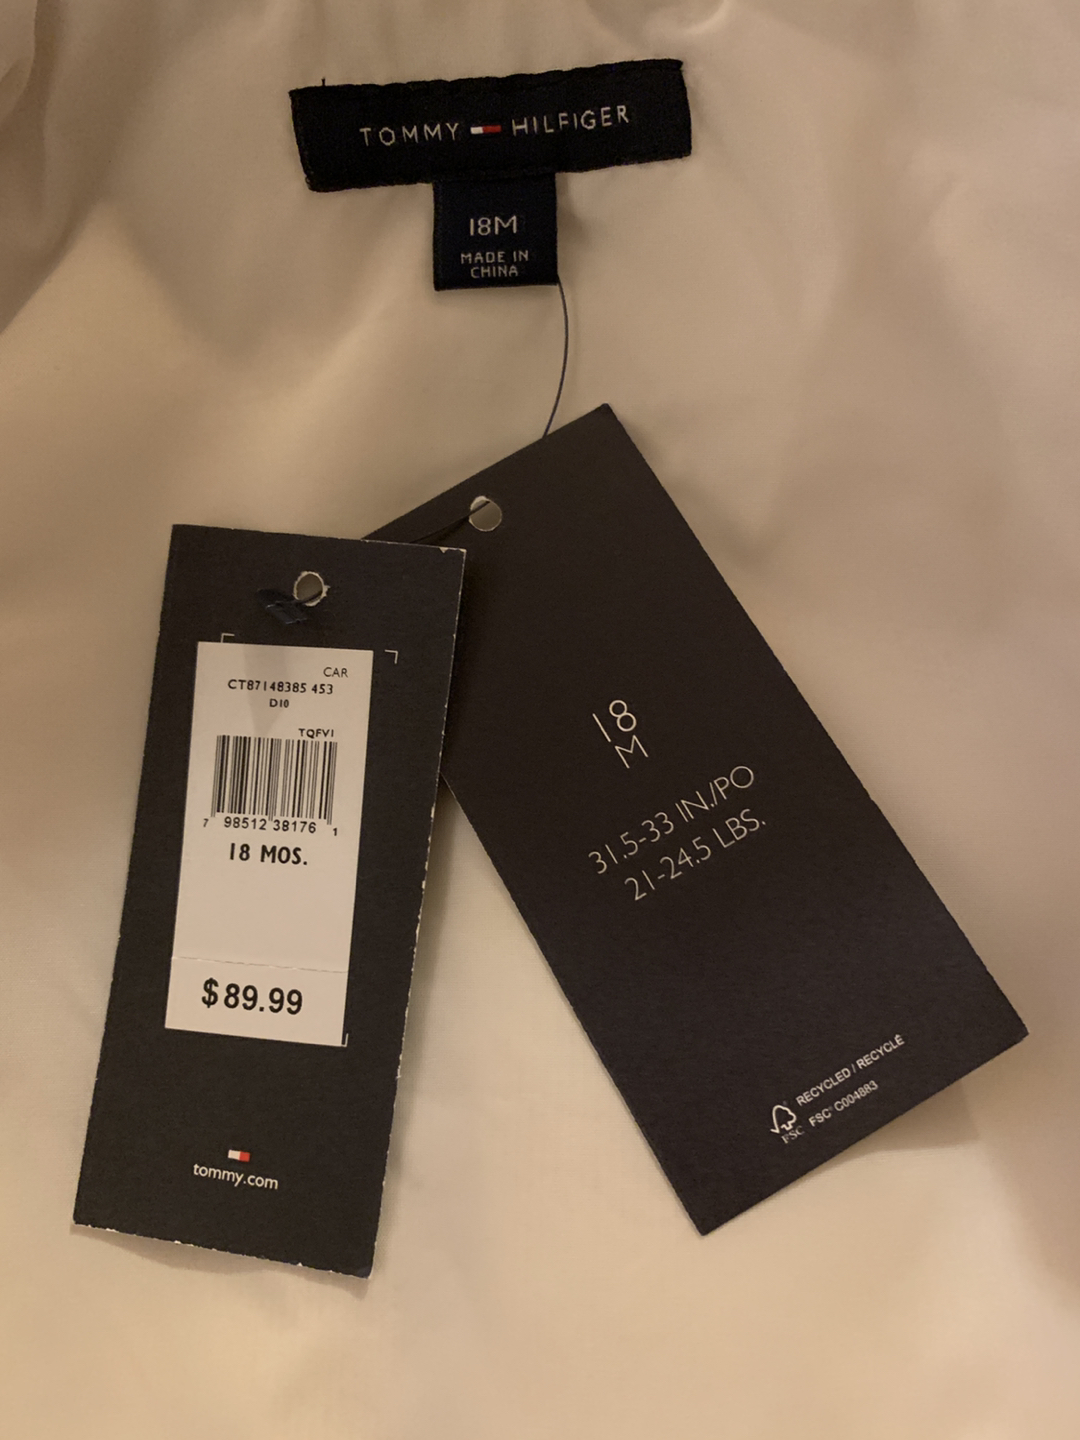 TOMMY HILFIGER
18M
MADE IN
CHINA
CAR
CT87148385 453
D10
TQFV1
7 98512 38176 1
18 MOS.
$89.99
tommy.com
18
M
31.5-33 IN./PO
21-24.5 LBS.
RECYCLED / RECYCLÉ
FSC FSC® C004883